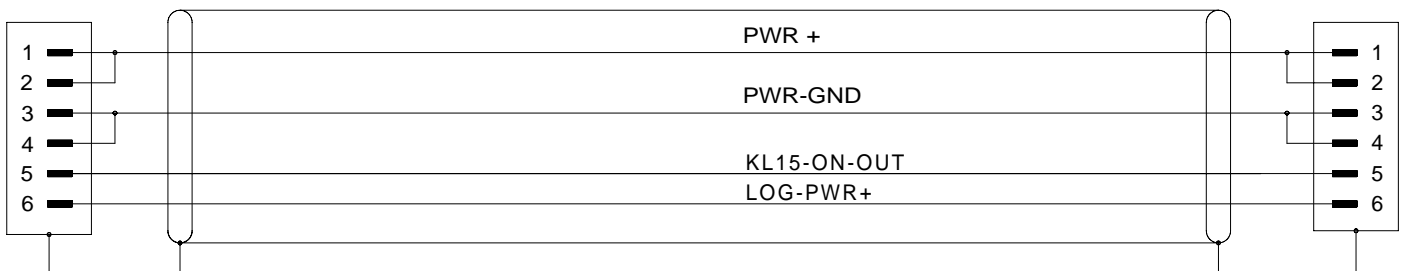 PWR +
1 1
2 2
PWR-GND
3 3
4 4
KL15-ON-OUT
5 5
LOG-PWR+
6 6